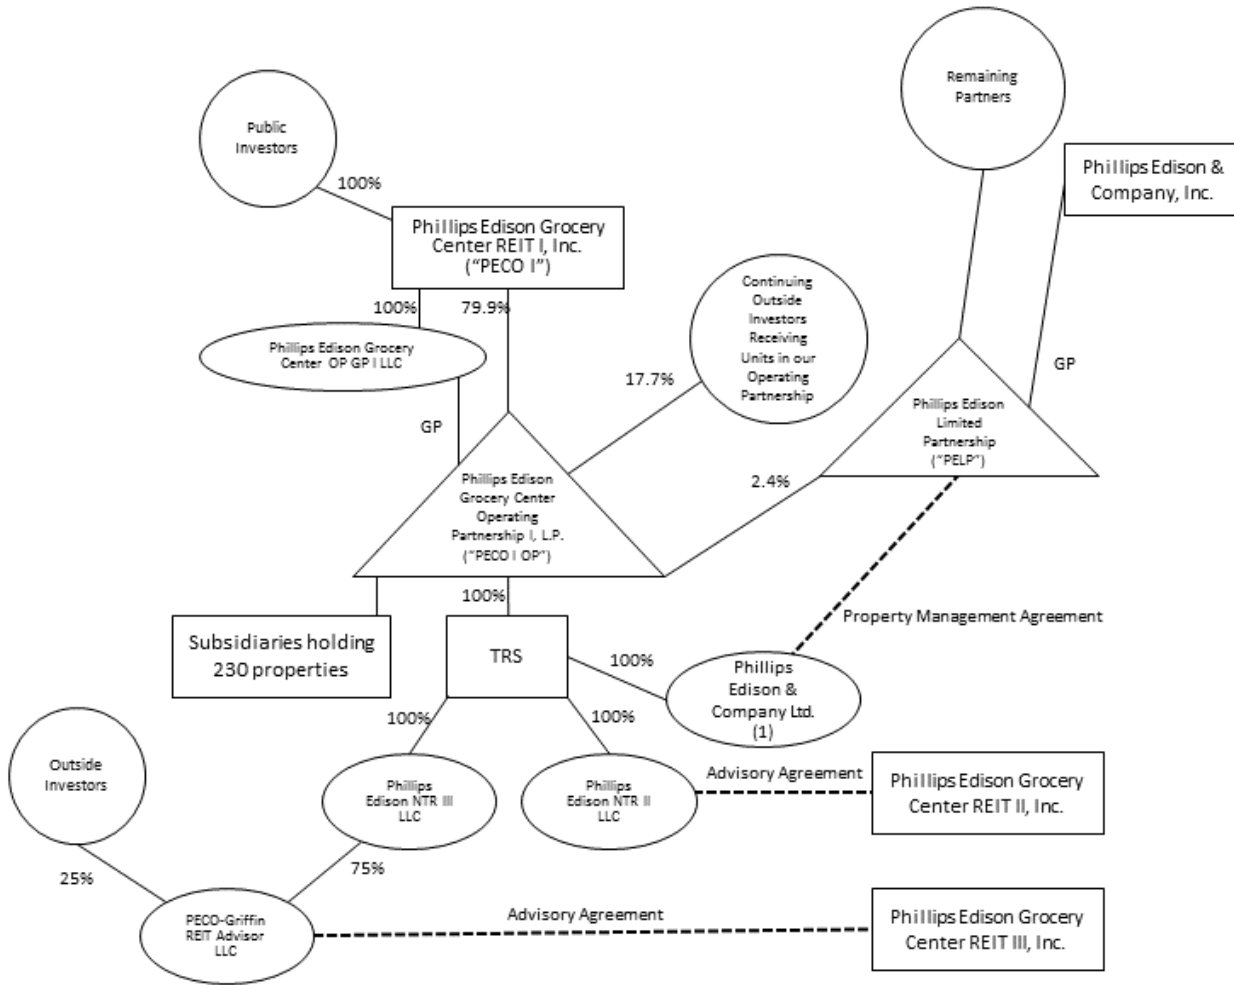 Remaining
Partners
Public
Investors
100%
Phillips Edison &
Company, Inc.
Phillips Edison Grocery
Center REIT I, Inc.
("PECO I")
100%
79.9%
Continuing
Outside
Investors
Receiving
Units in our
Operating
Partnership
Phillips Edison Grocery
Center OP GP I LLC
17.7%
GP
GP
Phillips Edison
Limited
Partnership
("PELP")
2.4%
Phillips Edison
Grocery Center
Operating
Partnership I, L.P.
("PECO I OP")
100%
Property Management Agreement
Subsidiaries holding
230 properties
TRS
100%
Phillips
Edison &
Company Ltd.
(1)
100%
100%
Outside
Investors
Phillips
Edison NTR III
LLC
Phillips
Edison NTR II
LLC
Advisory Agreement
Phillips Edison Grocery
Center REIT II, Inc.
25%
75%
PECO-Griffin
REIT Advisor
LLC
Advisory Agreement
Phillips Edison Grocery
Center REIT III, Inc.